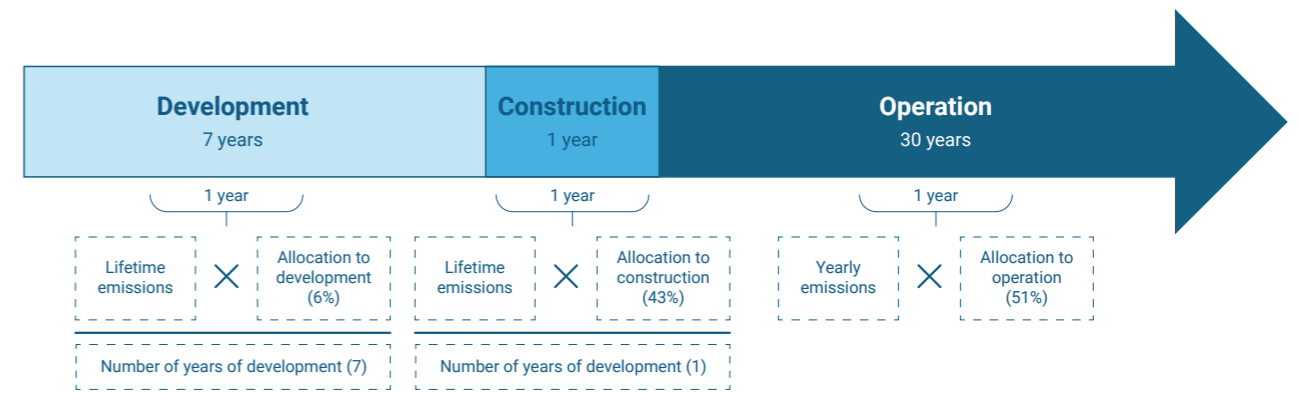 Development
7 years
Construction
1 year
Operation
30 years
1 year
1 year
1 year
Lifetime
emissions
Allocation to
development
(6%)
Lifetime
emissions
Allocation to
construction
(43%)
Yearly
emissions
Allocation to
operation
(51%)
Number of years of development (7)
Number of years of development (1)